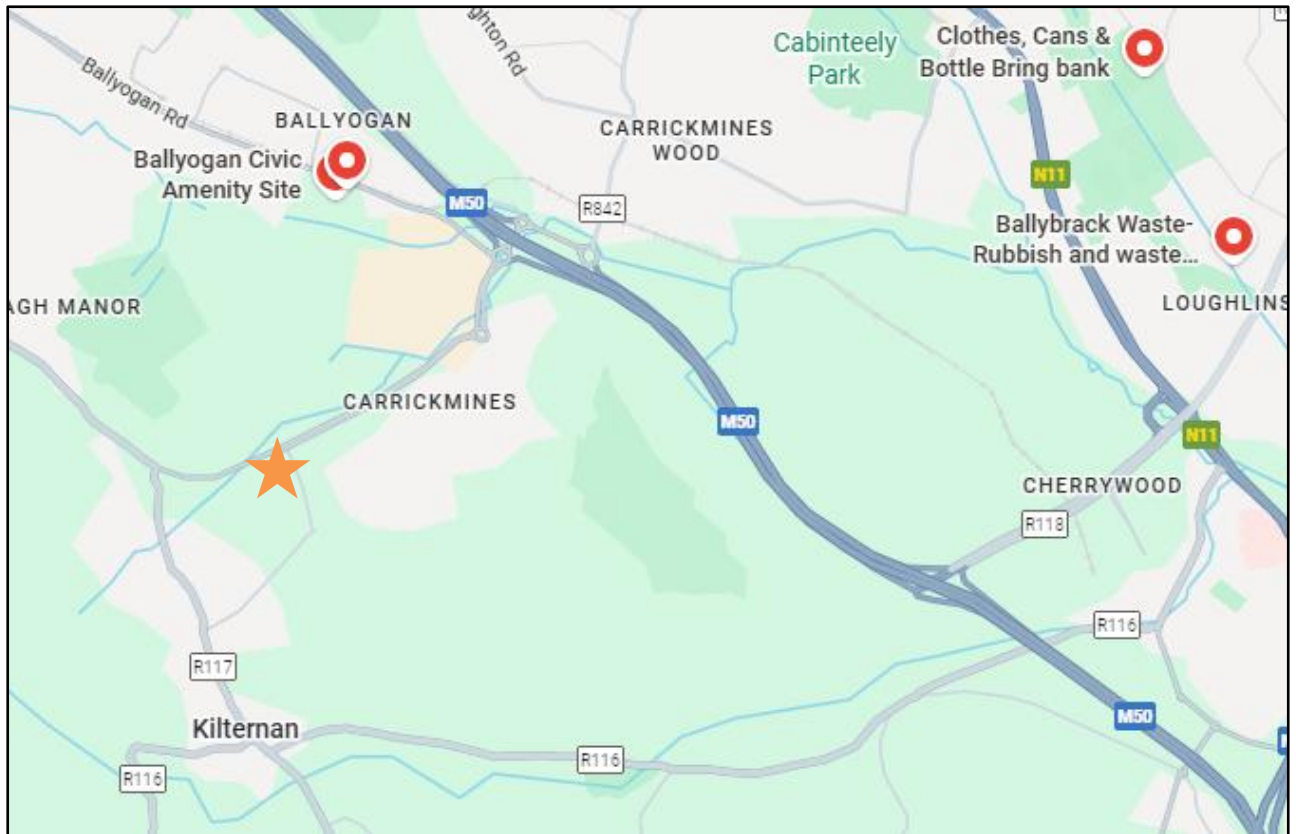 Cabinteely
Park
Clothes, Cans &
Bottle Bring bank
Ballyogan Rd
BALLYOGAN
CARRICKMINES
WOOD
Ballyogan Civic
Amenity Site
N11
M50
R842
Ballybrack Waste-
Rubbish and waste...
AGH MANOR
LOUGHLINS
CARRICKMINES
M50
N11
CHERRYWOOD
R118
R116
R117
M50
Kilternan
R116
R116